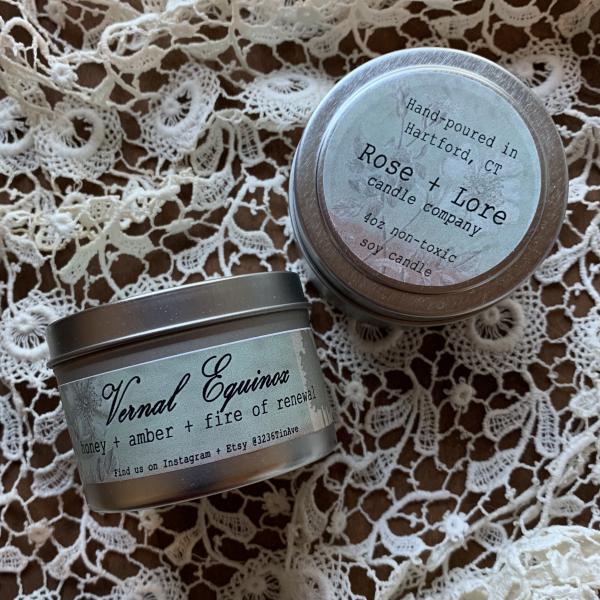 Hand-poured in
Hartford, CT
Rose + Lore
candle company
4oz non-toxic
soy candle
Vernal Equinox
honey + amber + fire of renewal
Find us on Instagram + Etsy @3236TinAve